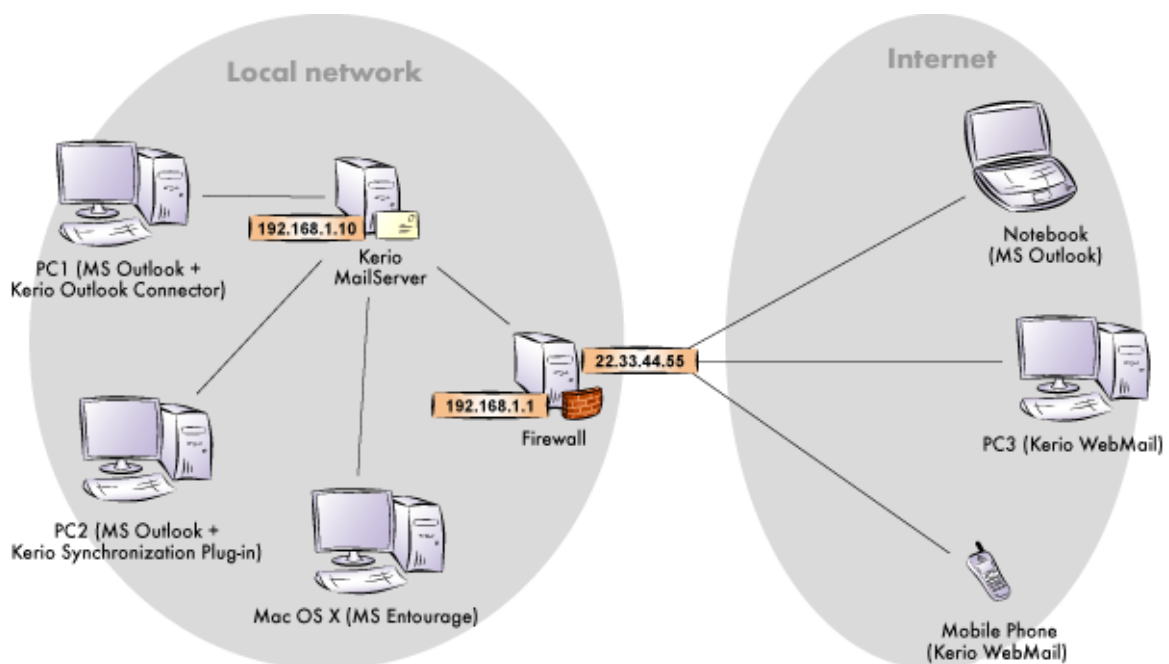 Local network
Internet
192.168.1.10
Kerio
MailServer
PC1 (MS Outlook +
Kerio Outlook Connector)
Notebook
(MS Outlook)
22.33.44.55
192.168.1.1
Firewall
PC3 (Kerio WebMail)
PC2 (MS Outlook +
Kerio Synchronization Plug-in)
Mac OS X (MS Entourage)
Mobile Phone
(Kerio WebMail)